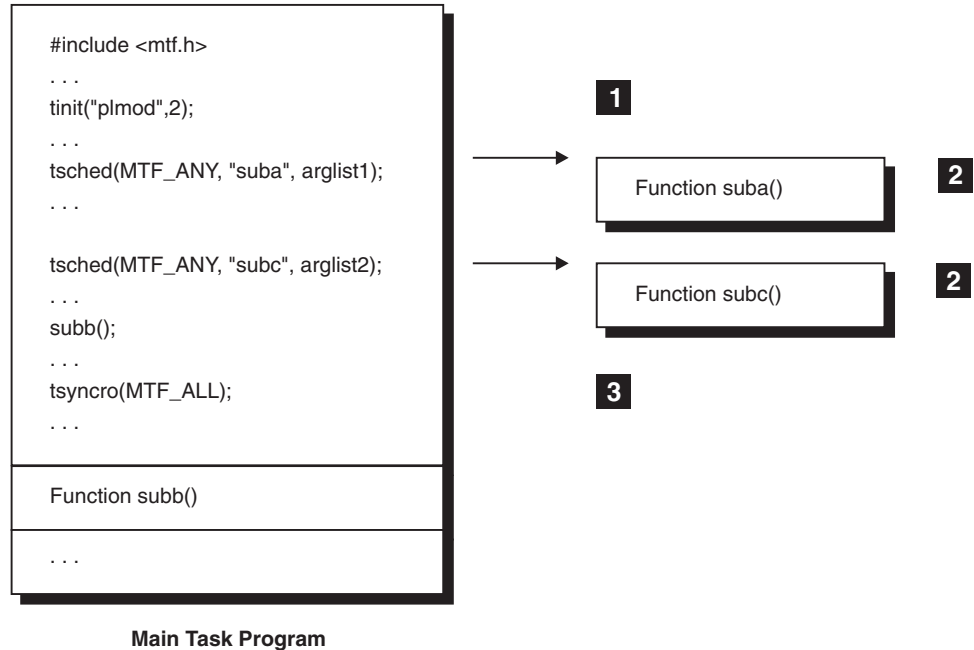 #include <mtf.h>
. . .
tinit("plmod",2);
. . .
tsched(MTF_ANY, "suba", arglist1);
. . .
tsched(MTF_ANY, "subc", arglist2);
. . .
subb();
. . .
tsyncro(MTF_ALL);
. . .
Function subb()
. . .
Main Task Program
1
Function suba()
2
Function subc()
2
3